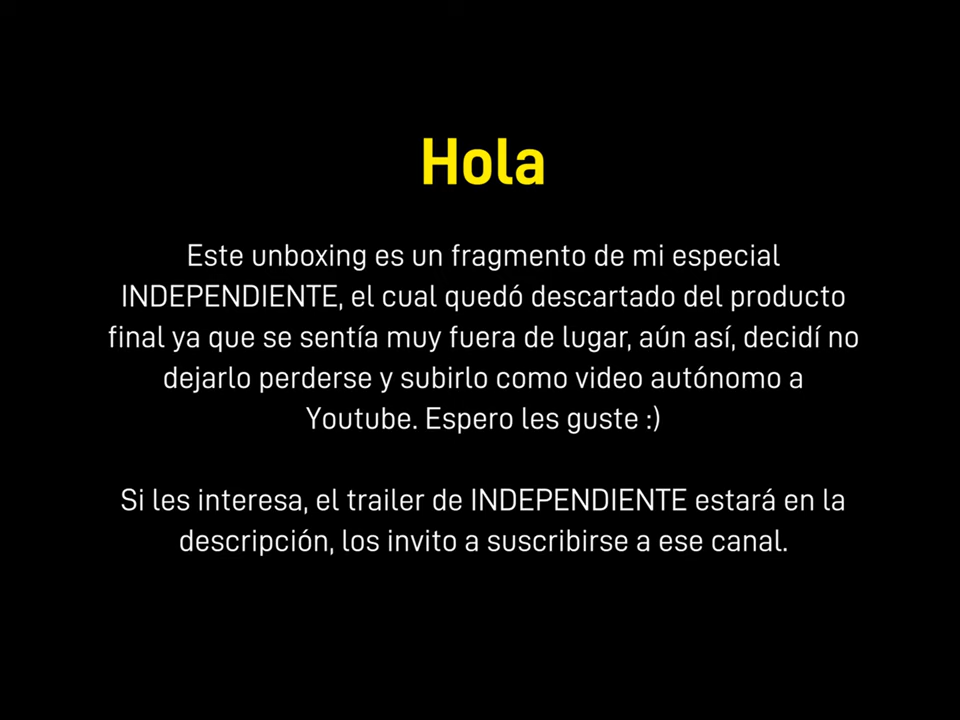 Hola
Este unboxing es un fragmento de mi especial
INDEPENDIENTE, el cual quedó descartado del producto
final ya que se sentía muy fuera de lugar, aún así, decidí no
dejarlo perderse y subirlo como video autónomo a
Youtube. Espero les guste :)
Si les interesa, el trailer de INDEPENDIENTE estará en la
descripción, los invito a suscribirse a ese canal.